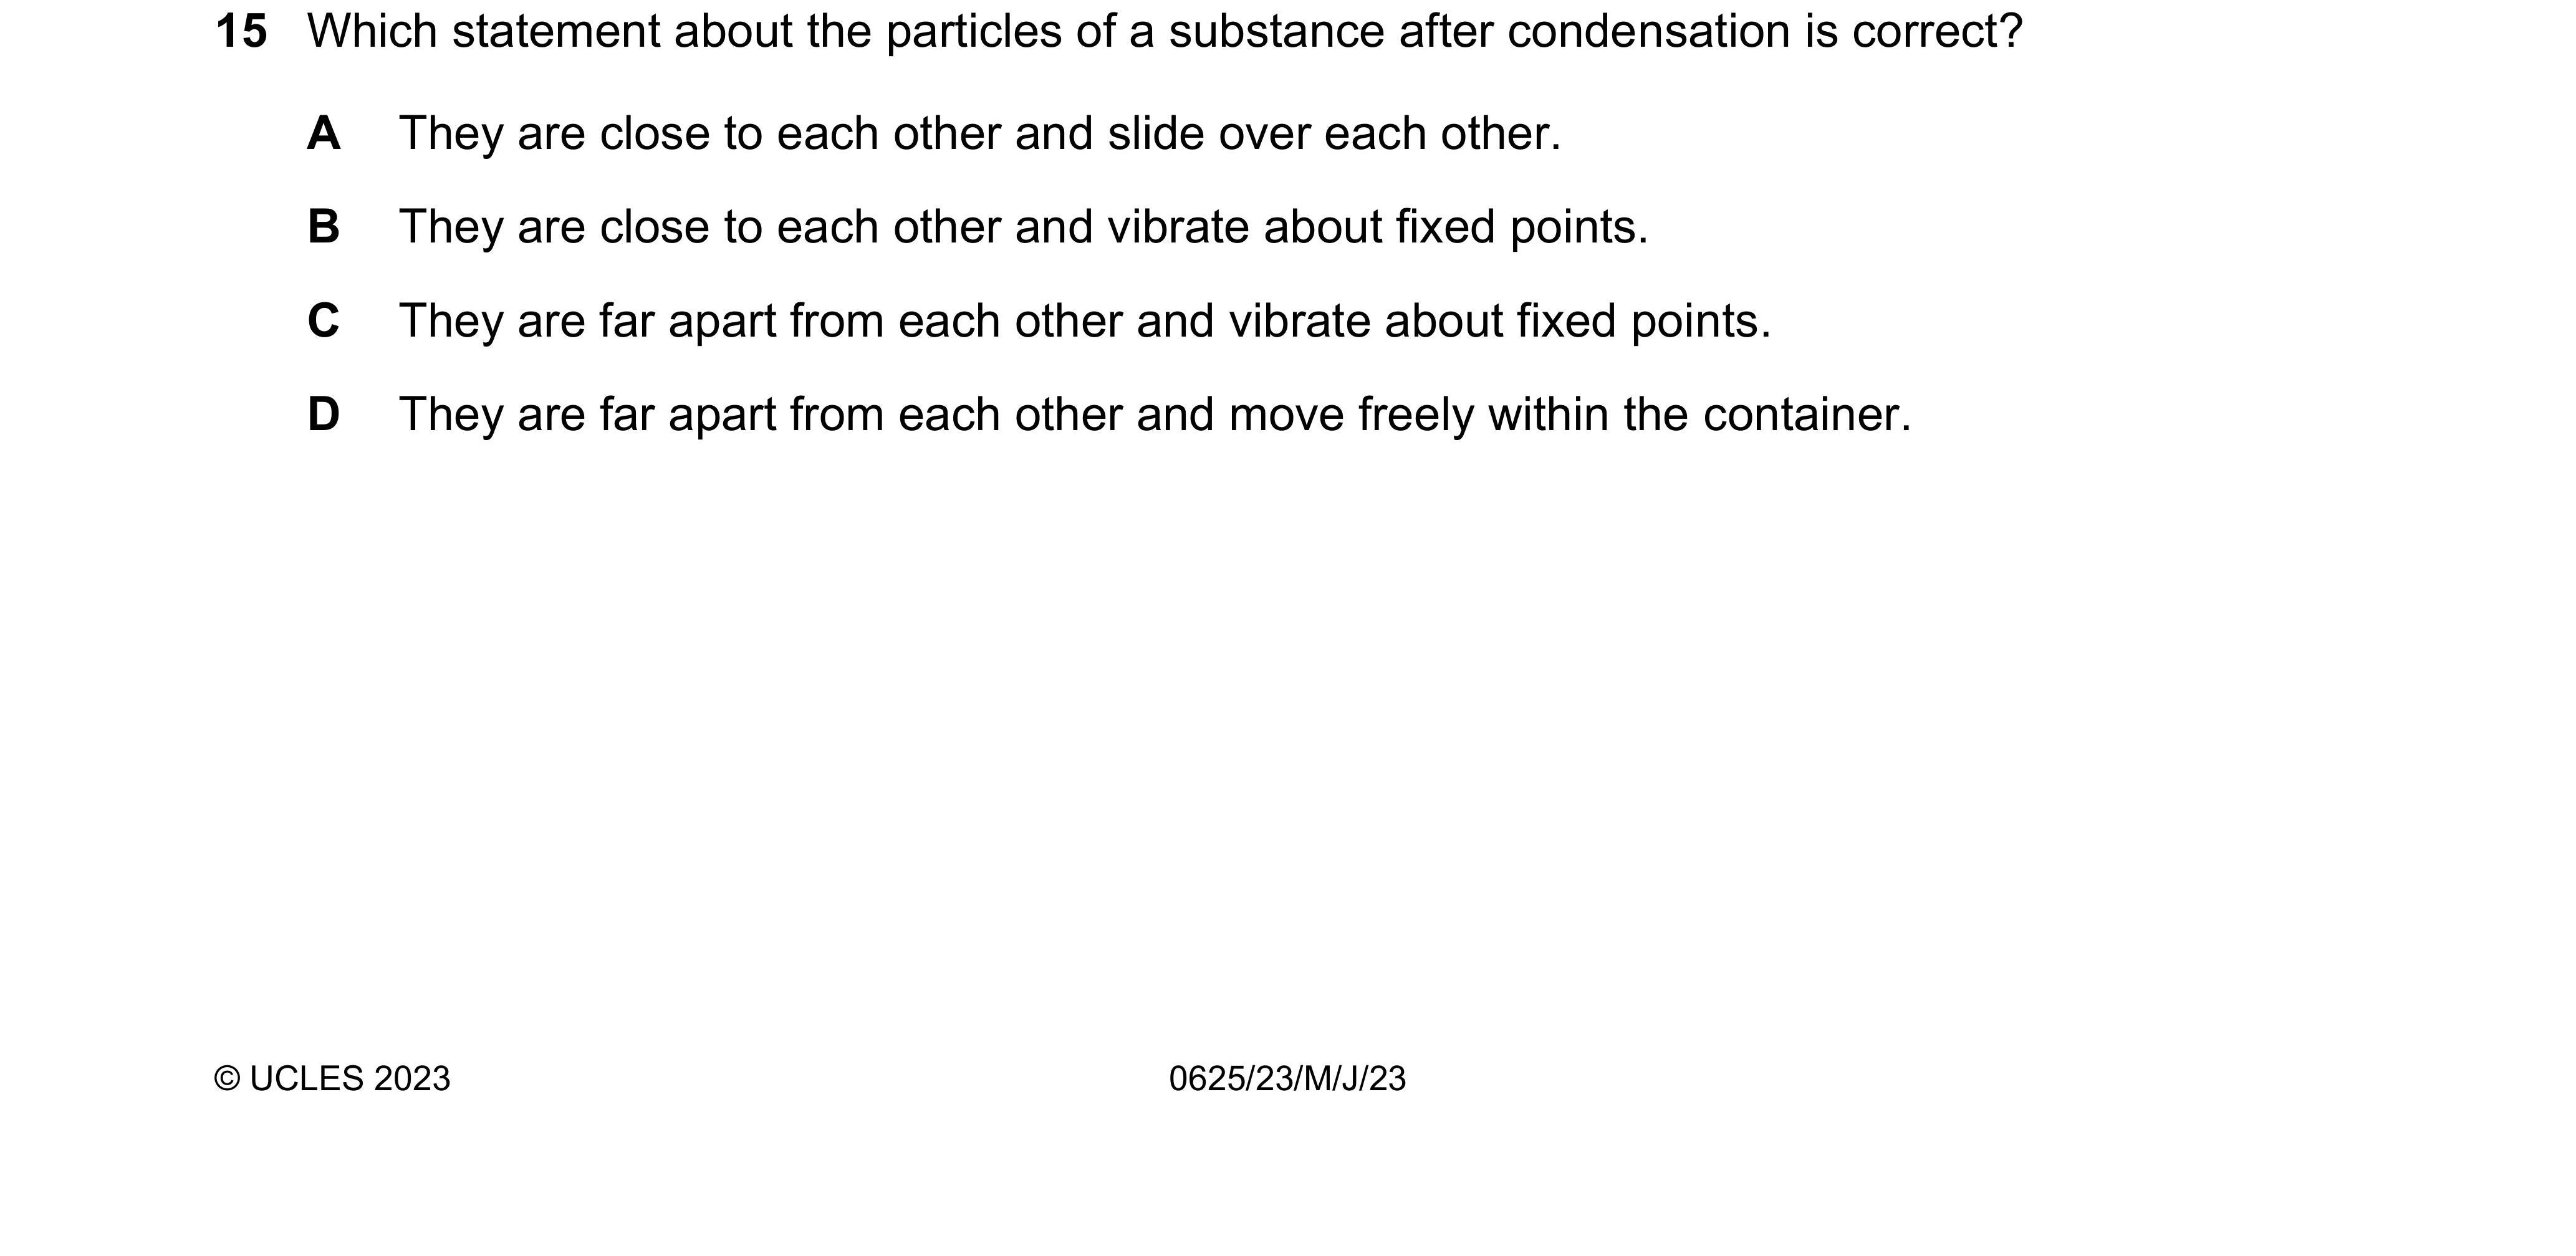 15 Which statement about the particles of a substance after condensation is correct?
A They are close to each other and slide over each other.
B They are close to each other and vibrate about fixed points.
C They are far apart from each other and vibrate about fixed points.
D They are far apart from each other and move freely within the container.
© UCLES 2023 0625/23/M/J/23